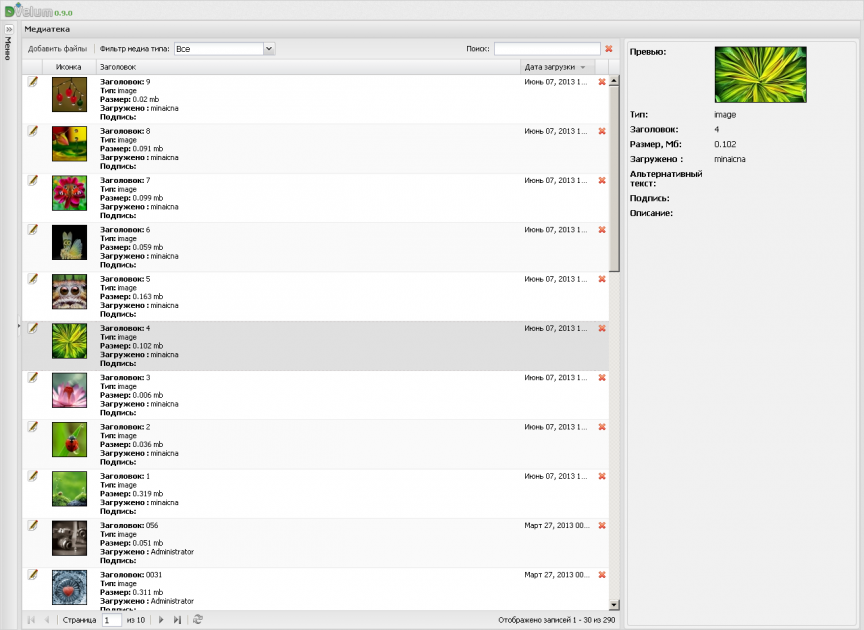 DVelum 0.9.0
Меню
Медиатека
Добавить файлы Фильтр медиа типа: Все Поиск:
Иконка Заголовок Дата загрузки
Заголовок: 9 Июнь 07, 2013 1...
Тип: image
Размер: 0.02 mb
Загружено : minaicna
Подпись:
Заголовок: 8 Июнь 07, 2013 1...
Тип: image
Размер: 0.091 mb
Загружено : minaicna
Подпись:
Заголовок: 7 Июнь 07, 2013 1...
Тип: image
Размер: 0.099 mb
Загружено : minaicna
Подпись:
Заголовок: 6 Июнь 07, 2013 1...
Тип: image
Размер: 0.059 mb
Загружено : minaicna
Подпись:
Заголовок: 5 Июнь 07, 2013 1...
Тип: image
Размер: 0.163 mb
Загружено : minaicna
Подпись:
Заголовок: 4 Июнь 07, 2013 1...
Тип: image
Размер: 0.102 mb
Загружено : minaicna
Подпись:
Заголовок: 3 Июнь 07, 2013 1...
Тип: image
Размер: 0.006 mb
Загружено : minaicna
Подпись:
Заголовок: 2 Июнь 07, 2013 1...
Тип: image
Размер: 0.036 mb
Загружено : minaicna
Подпись:
Заголовок: 1 Июнь 07, 2013 1...
Тип: image
Размер: 0.319 mb
Загружено : minaicna
Подпись:
Заголовок: 056 Март 27, 2013 00...
Тип: image
Размер: 0.051 mb
Загружено : Administrator
Подпись:
Заголовок: 0031 Март 27, 2013 00...
Тип: image
Размер: 0.311 mb
Загружено : Administrator
Подпись:
Страница 1 из 10 Отображено записей 1 - 30 из 290
Превью:
Тип: image
Заголовок: 4
Размер, Мб: 0.102
Загружено : minaicna
Альтернативный
текст:
Подпись:
Описание: